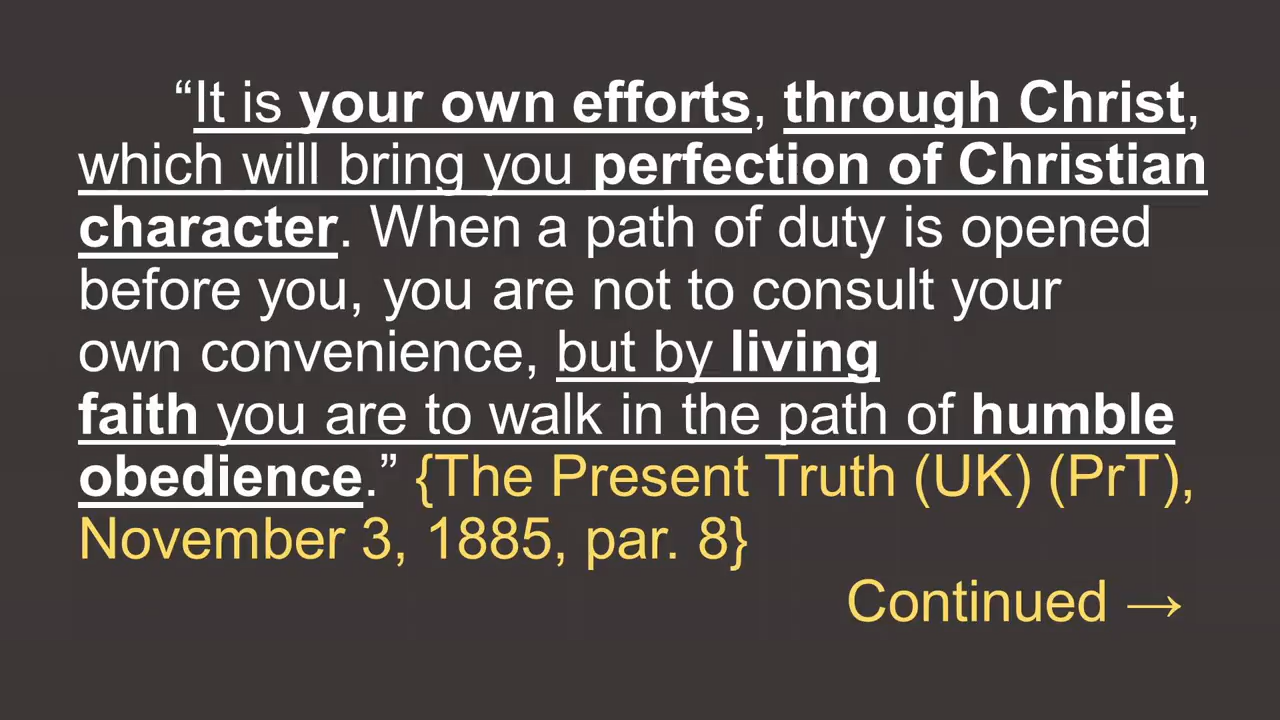 “It is your own efforts, through Christ,
which will bring you perfection of Christian
character. When a path of duty is opened
before you, you are not to consult your
own convenience, but by living
faith you are to walk in the path of humble
obedience.” {The Present Truth (UK) (PrT),
November 3, 1885, par. 8}
Continued →